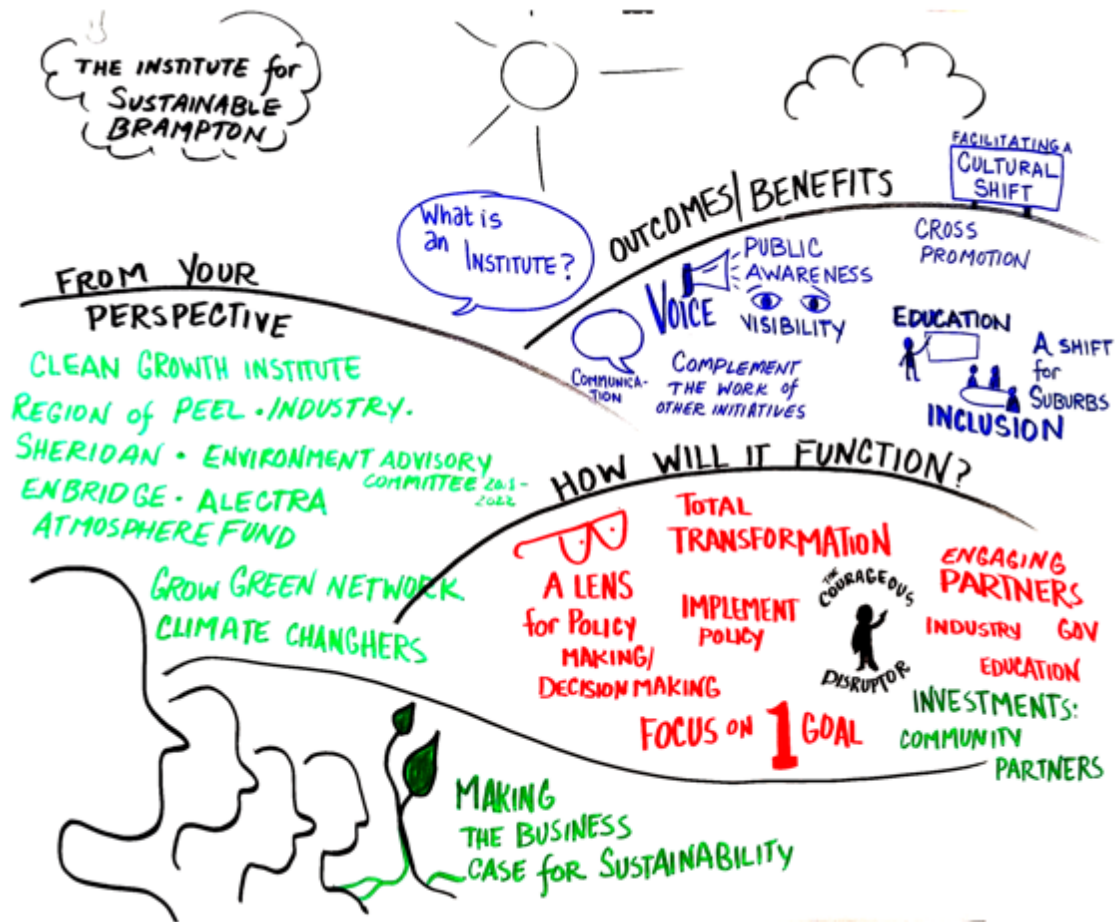 THE INSTITUTE for
SUSTAINABLE
BRAMPTON
What is
an INSTITUTE?
FROM YOUR
PERSPECTIVE
CLEAN GROWTH INSTITUTE
REGION of PEEL · INDUSTRY ·
SHERIDAN · ENVIRONMENT ADVISORY
COMMITTEE
2022
ENBRIDGE · ALECTRA
ATMOSPHERE FUND
GROW GREEN NETWORK
CLIMATE CHANGHERS
OUTCOMES/BENEFITS
FACILITATING A
CULTURAL
SHIFT
CROSS
PROMOTION
PUBLIC
AWARENESS
VOICE
VISIBILITY
COMMUNICA-
TION
COMPLEMENT
THE WORK OF
OTHER INITIATIVES
EDUCATION
A SHIFT
for
SUBURBS
INCLUSION
HOW WILL IT FUNCTION?
TOTAL
TRANSFORMATION
A LENS
for POLICY
MAKING/
DECISION MAKING
IMPLEMENT
POLICY
THE
COURAGEOUS
DISRUPTOR
ENGAGING
PARTNERS
INDUSTRY GOV
EDUCATION
FOCUS ON 1 GOAL
INVESTMENTS:
COMMUNITY
PARTNERS
MAKING
THE BUSINESS
CASE for SUSTAINABILITY